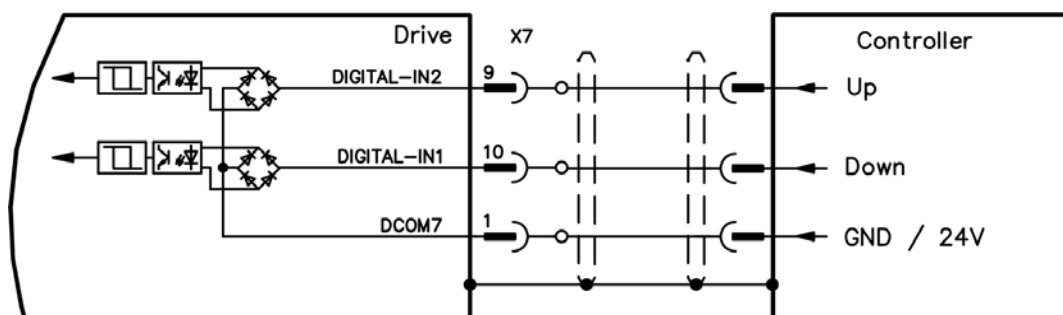 Drive X7 Controller
DIGITAL-IN2 9 Up
DIGITAL-IN1 10 Down
DCOM7 1 GND / 24V